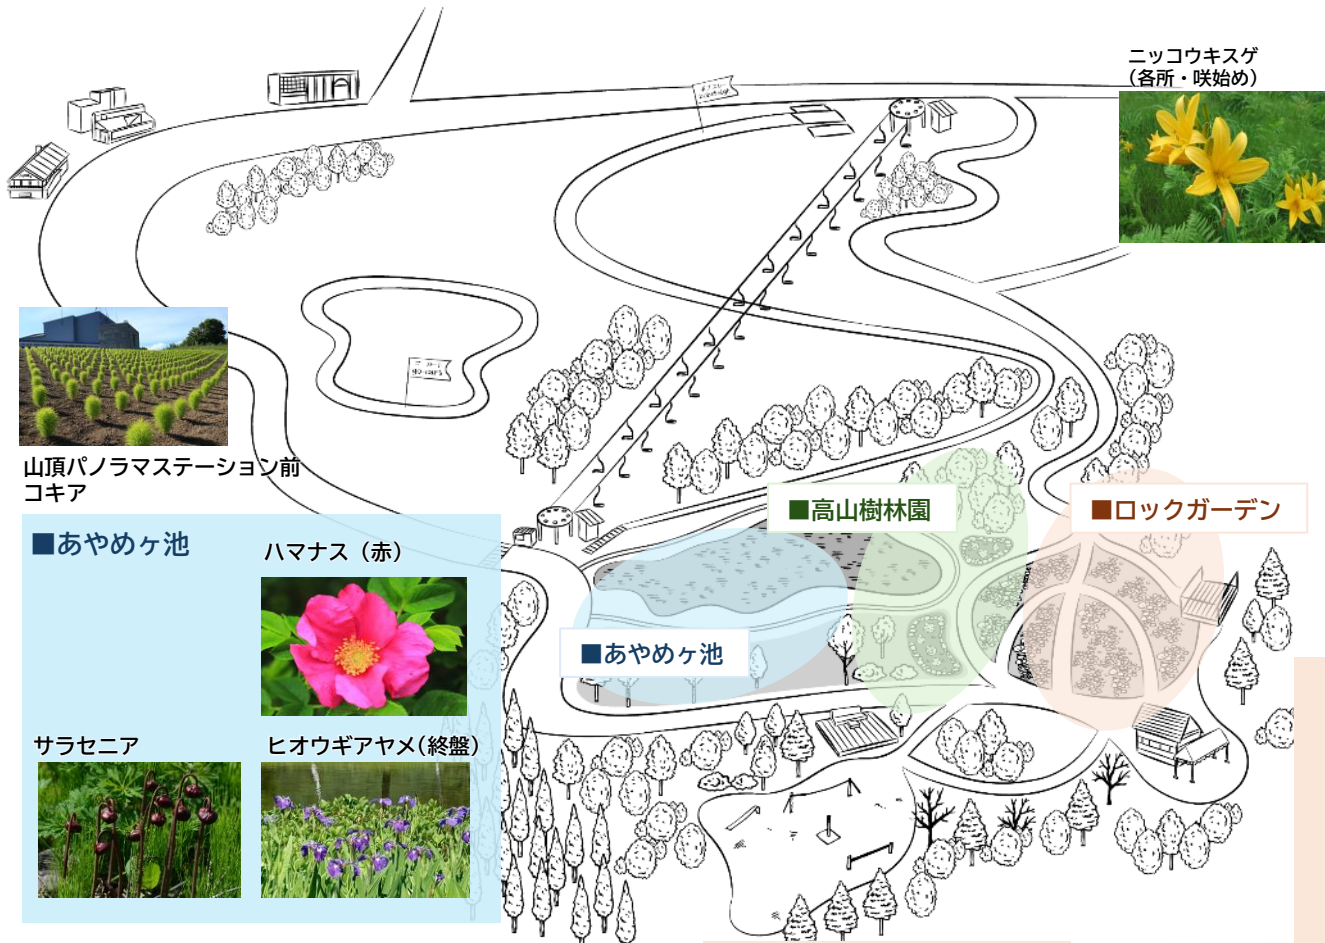 ニッコウキスゲ
（各所・咲始め）
山頂パノラマステーション前
コキア
■高山樹林園
■ロックガーデン
■あやめヶ池
ハマナス（赤）
■あやめヶ池
サラセニア
ヒオウギアヤメ(終盤）